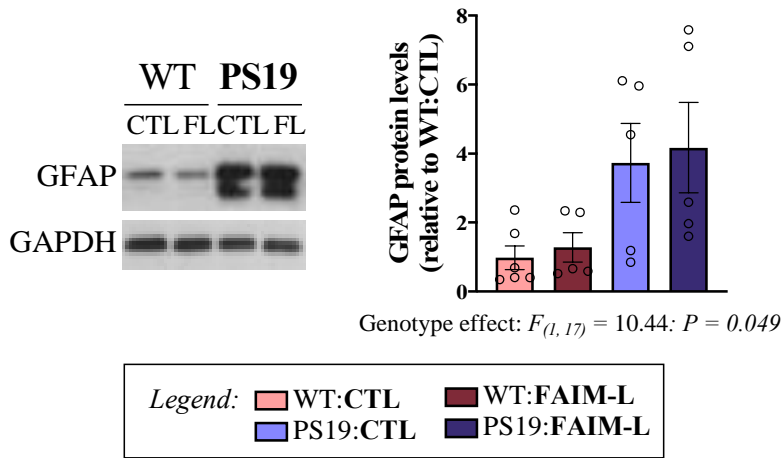 WT PS19
CTL FL CTL FL
GFAP
GAPDH
GFAP protein levels
(relative to WT:CTL)
8
6
4
2
0
Genotype effect: F(1, 17) = 10.44: P = 0.049
Legend: WT:CTL WT:FAIM-L
PS19:CTL PS19:FAIM-L